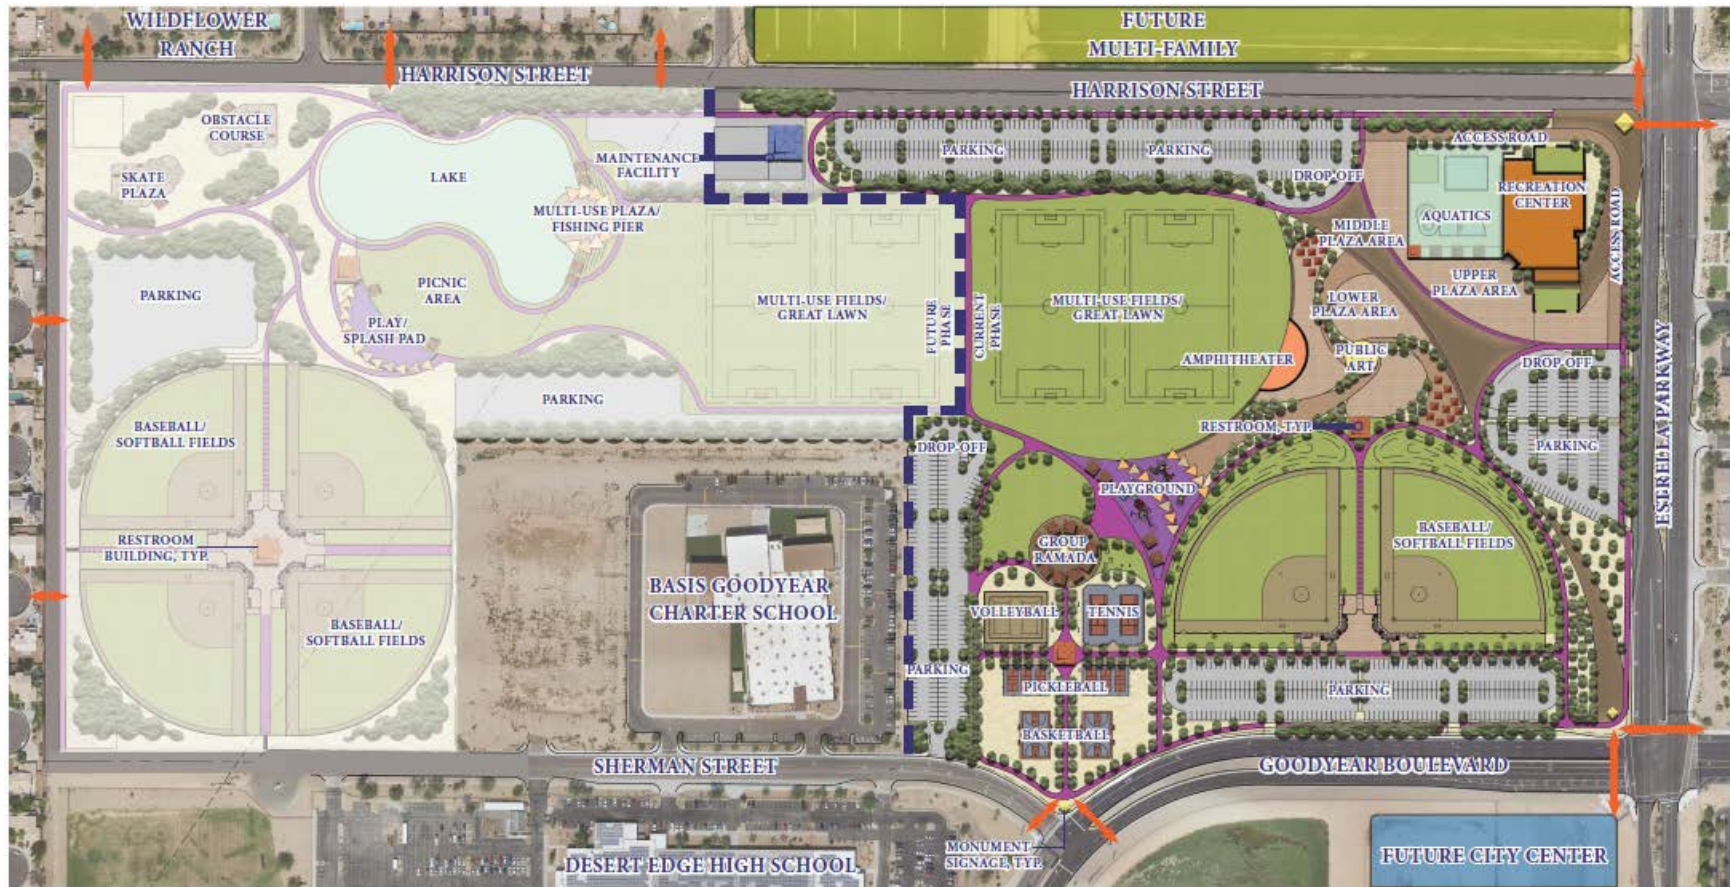 WILDFLOWER
RANCH
FUTURE
MULTI-FAMILY
HARRISON STREET
HARRISON STREET
OBSTACLE
COURSE
SKATE
PLAZA
LAKE
MAINTENANCE
FACILITY
MULTI-USE PLAZA/
FISHING PIER
PARKING
PARKING
DROP-OFF
ACCESS ROAD
RECREATION
CENTER
AQUATICS
ACCESS ROAD
MIDDLE
PLAZA AREA
UPPER
PLAZA AREA
PARKING
PICNIC
AREA
PLAY/
SPLASH PAD
MULTI-USE FIELDS/
GREAT LAWN
FUTURE
PHASE
CURRENT
PHASE
MULTI-USE FIELDS/
GREAT LAWN
LOWER
PLAZA AREA
AMPHITHEATER
PUBLIC
ART
DROP-OFF
ESTRELLA PARKWAY
PARKING
BASEBALL/
SOFTBALL FIELDS
DROP-OFF
RESTROOM, TYP.
PARKING
PLAYGROUND
RESTROOM
BUILDING, TYP.
GROUP
RAMADA
BASEBALL/
SOFTBALL FIELDS
BASIS GOODYEAR
CHARTER SCHOOL
VOLLEYBALL
TENNIS
BASEBALL/
SOFTBALL FIELDS
PARKING
PICKLEBALL
PARKING
BASKETBALL
SHERMAN STREET
GOODYEAR BOULEVARD
MONUMENT
SIGNAGE, TYP.
DESERT EDGE HIGH SCHOOL
FUTURE CITY CENTER